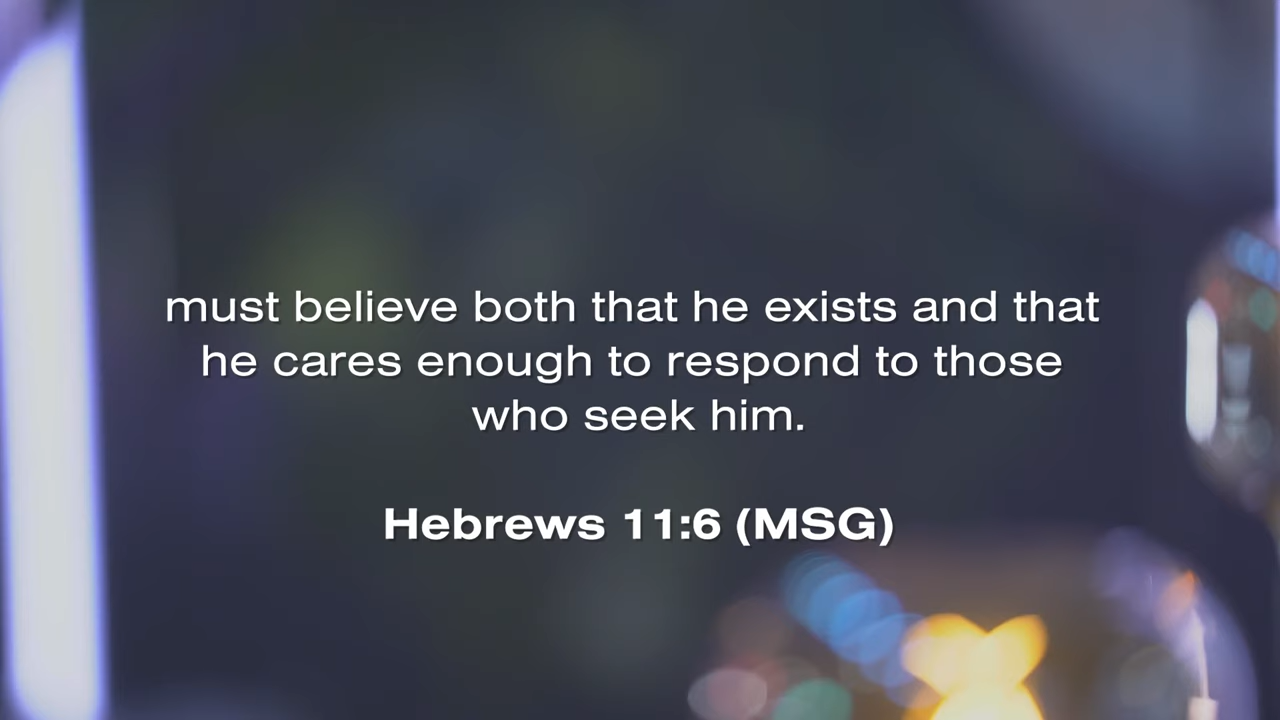 must believe both that he exists and that
he cares enough to respond to those
who seek him.
Hebrews 11:6 (MSG)